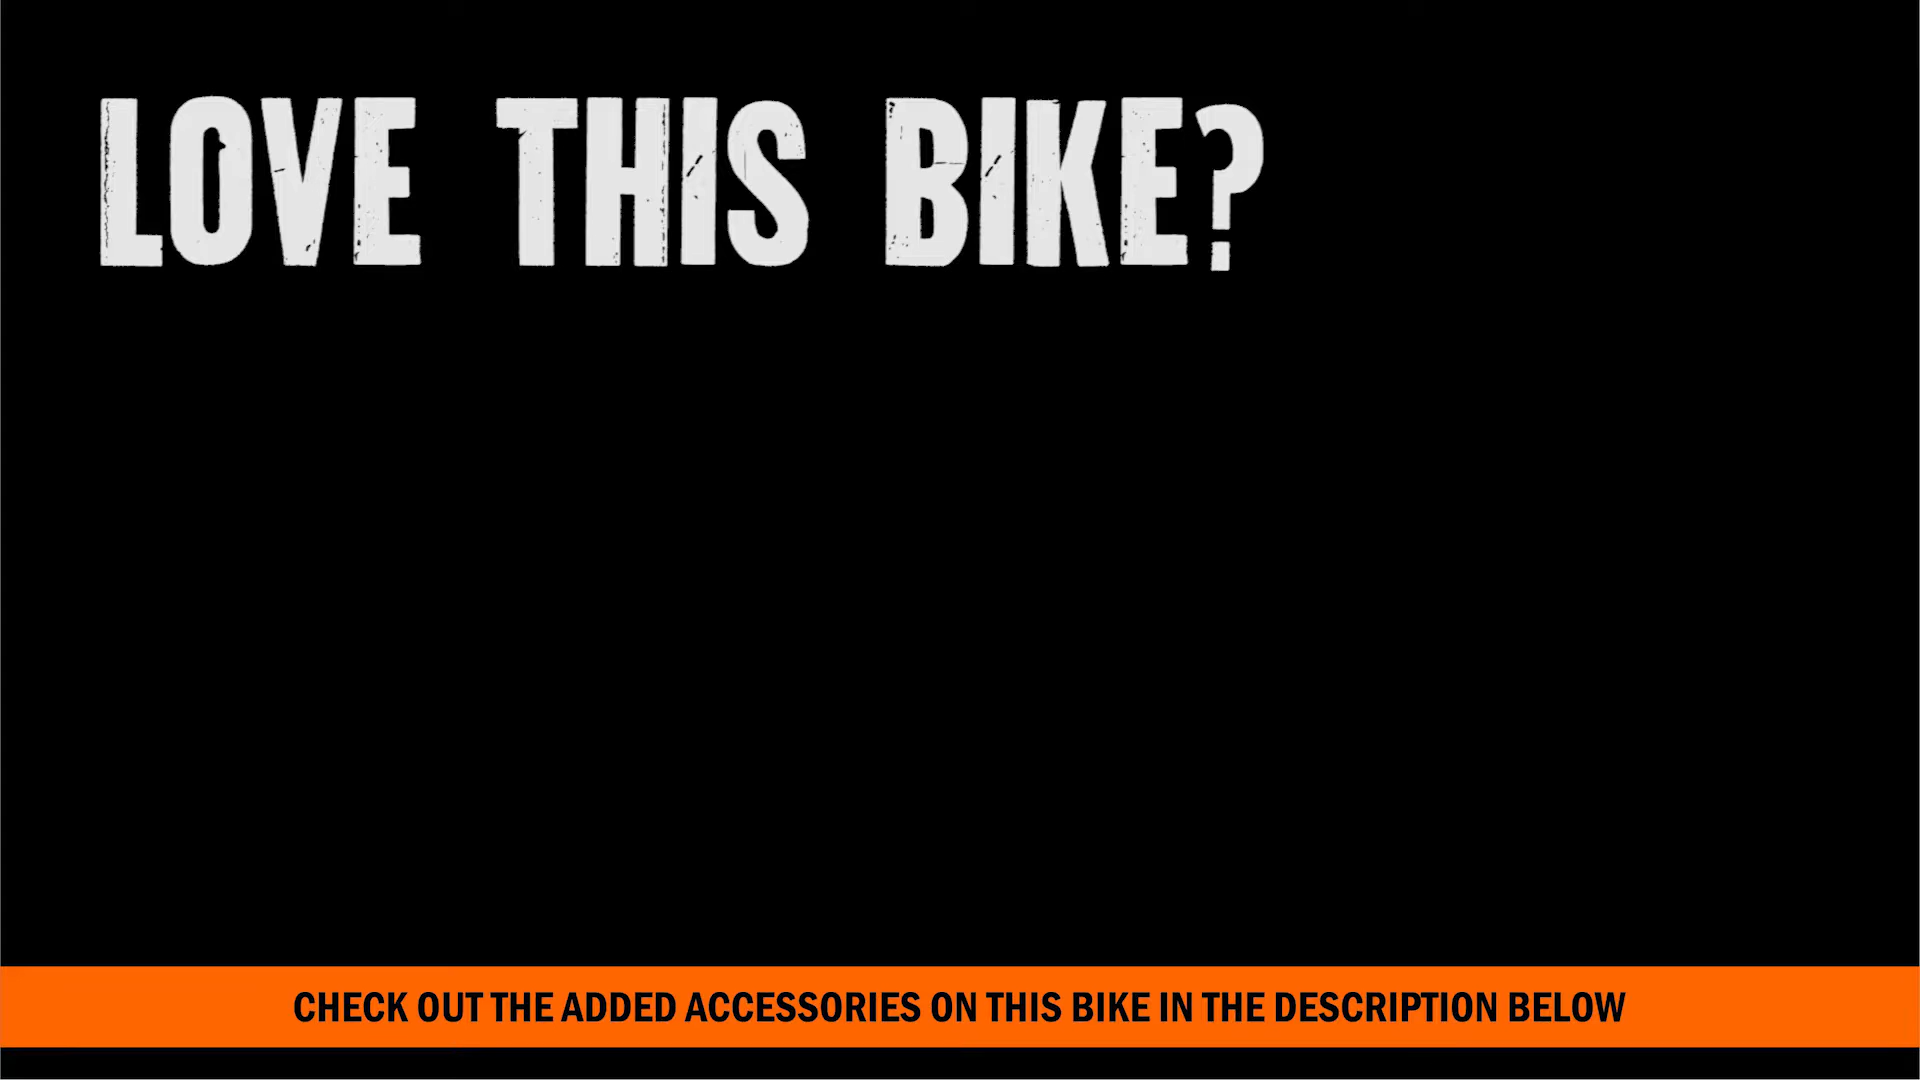 LOVE THIS BIKE?
CHECK OUT THE ADDED ACCESSORIES ON THIS BIKE IN THE DESCRIPTION BELOW